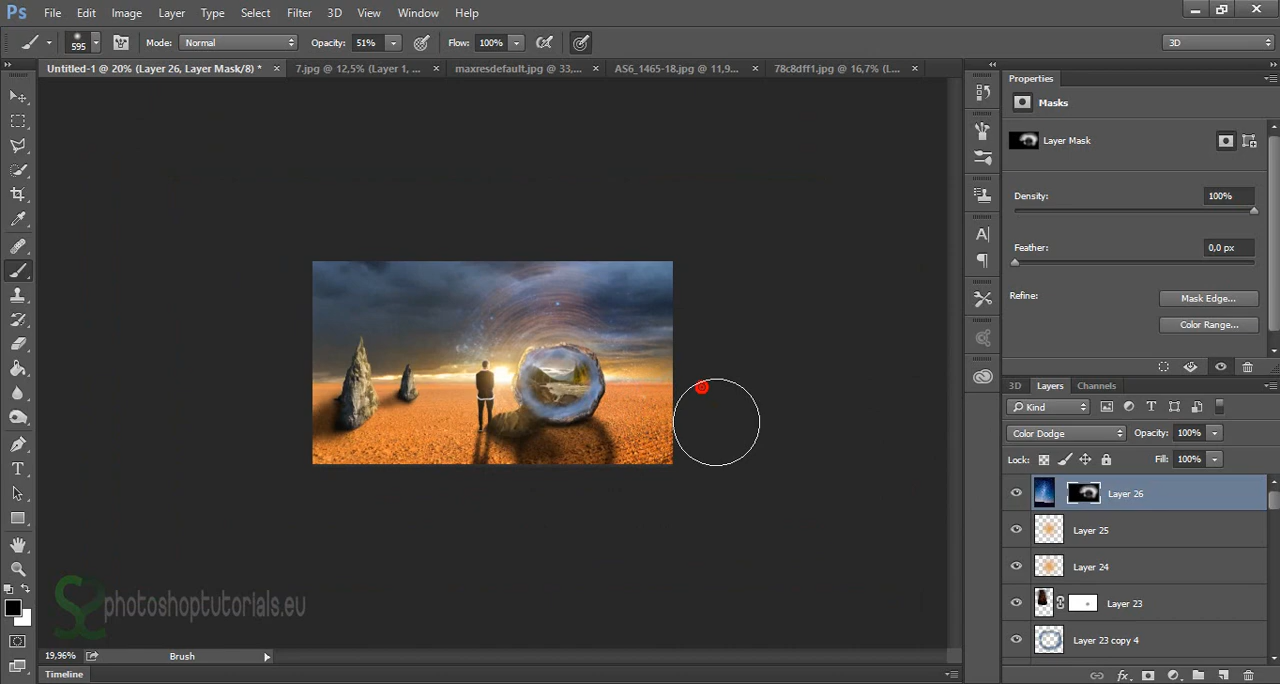 Ps File Edit Image Layer Type Select Filter 3D View Window Help
595 Mode: Normal Opacity: 51% Flow: 100% 3D
Untitled-1 @ 20% (Layer 26, Layer Mask/8) * × 7.jpg @ 12,5% (Layer 1, ... × maxresdefault.jpg @ 33,... × AS6_1465-18.jpg @ 11,9... × 78c8dff1.jpg @ 16,7% (L... ×
Properties
Masks
Layer Mask
Density: 100%
Feather: 0,0 px
Refine: Mask Edge...
Color Range...
3D Layers Channels
Kind
Color Dodge Opacity: 100%
Lock: Fill: 100%
Layer 26
Layer 25
Layer 24
Layer 23
Layer 23 copy 4
photoshoptutorials.eu
19,96% Brush
Timeline